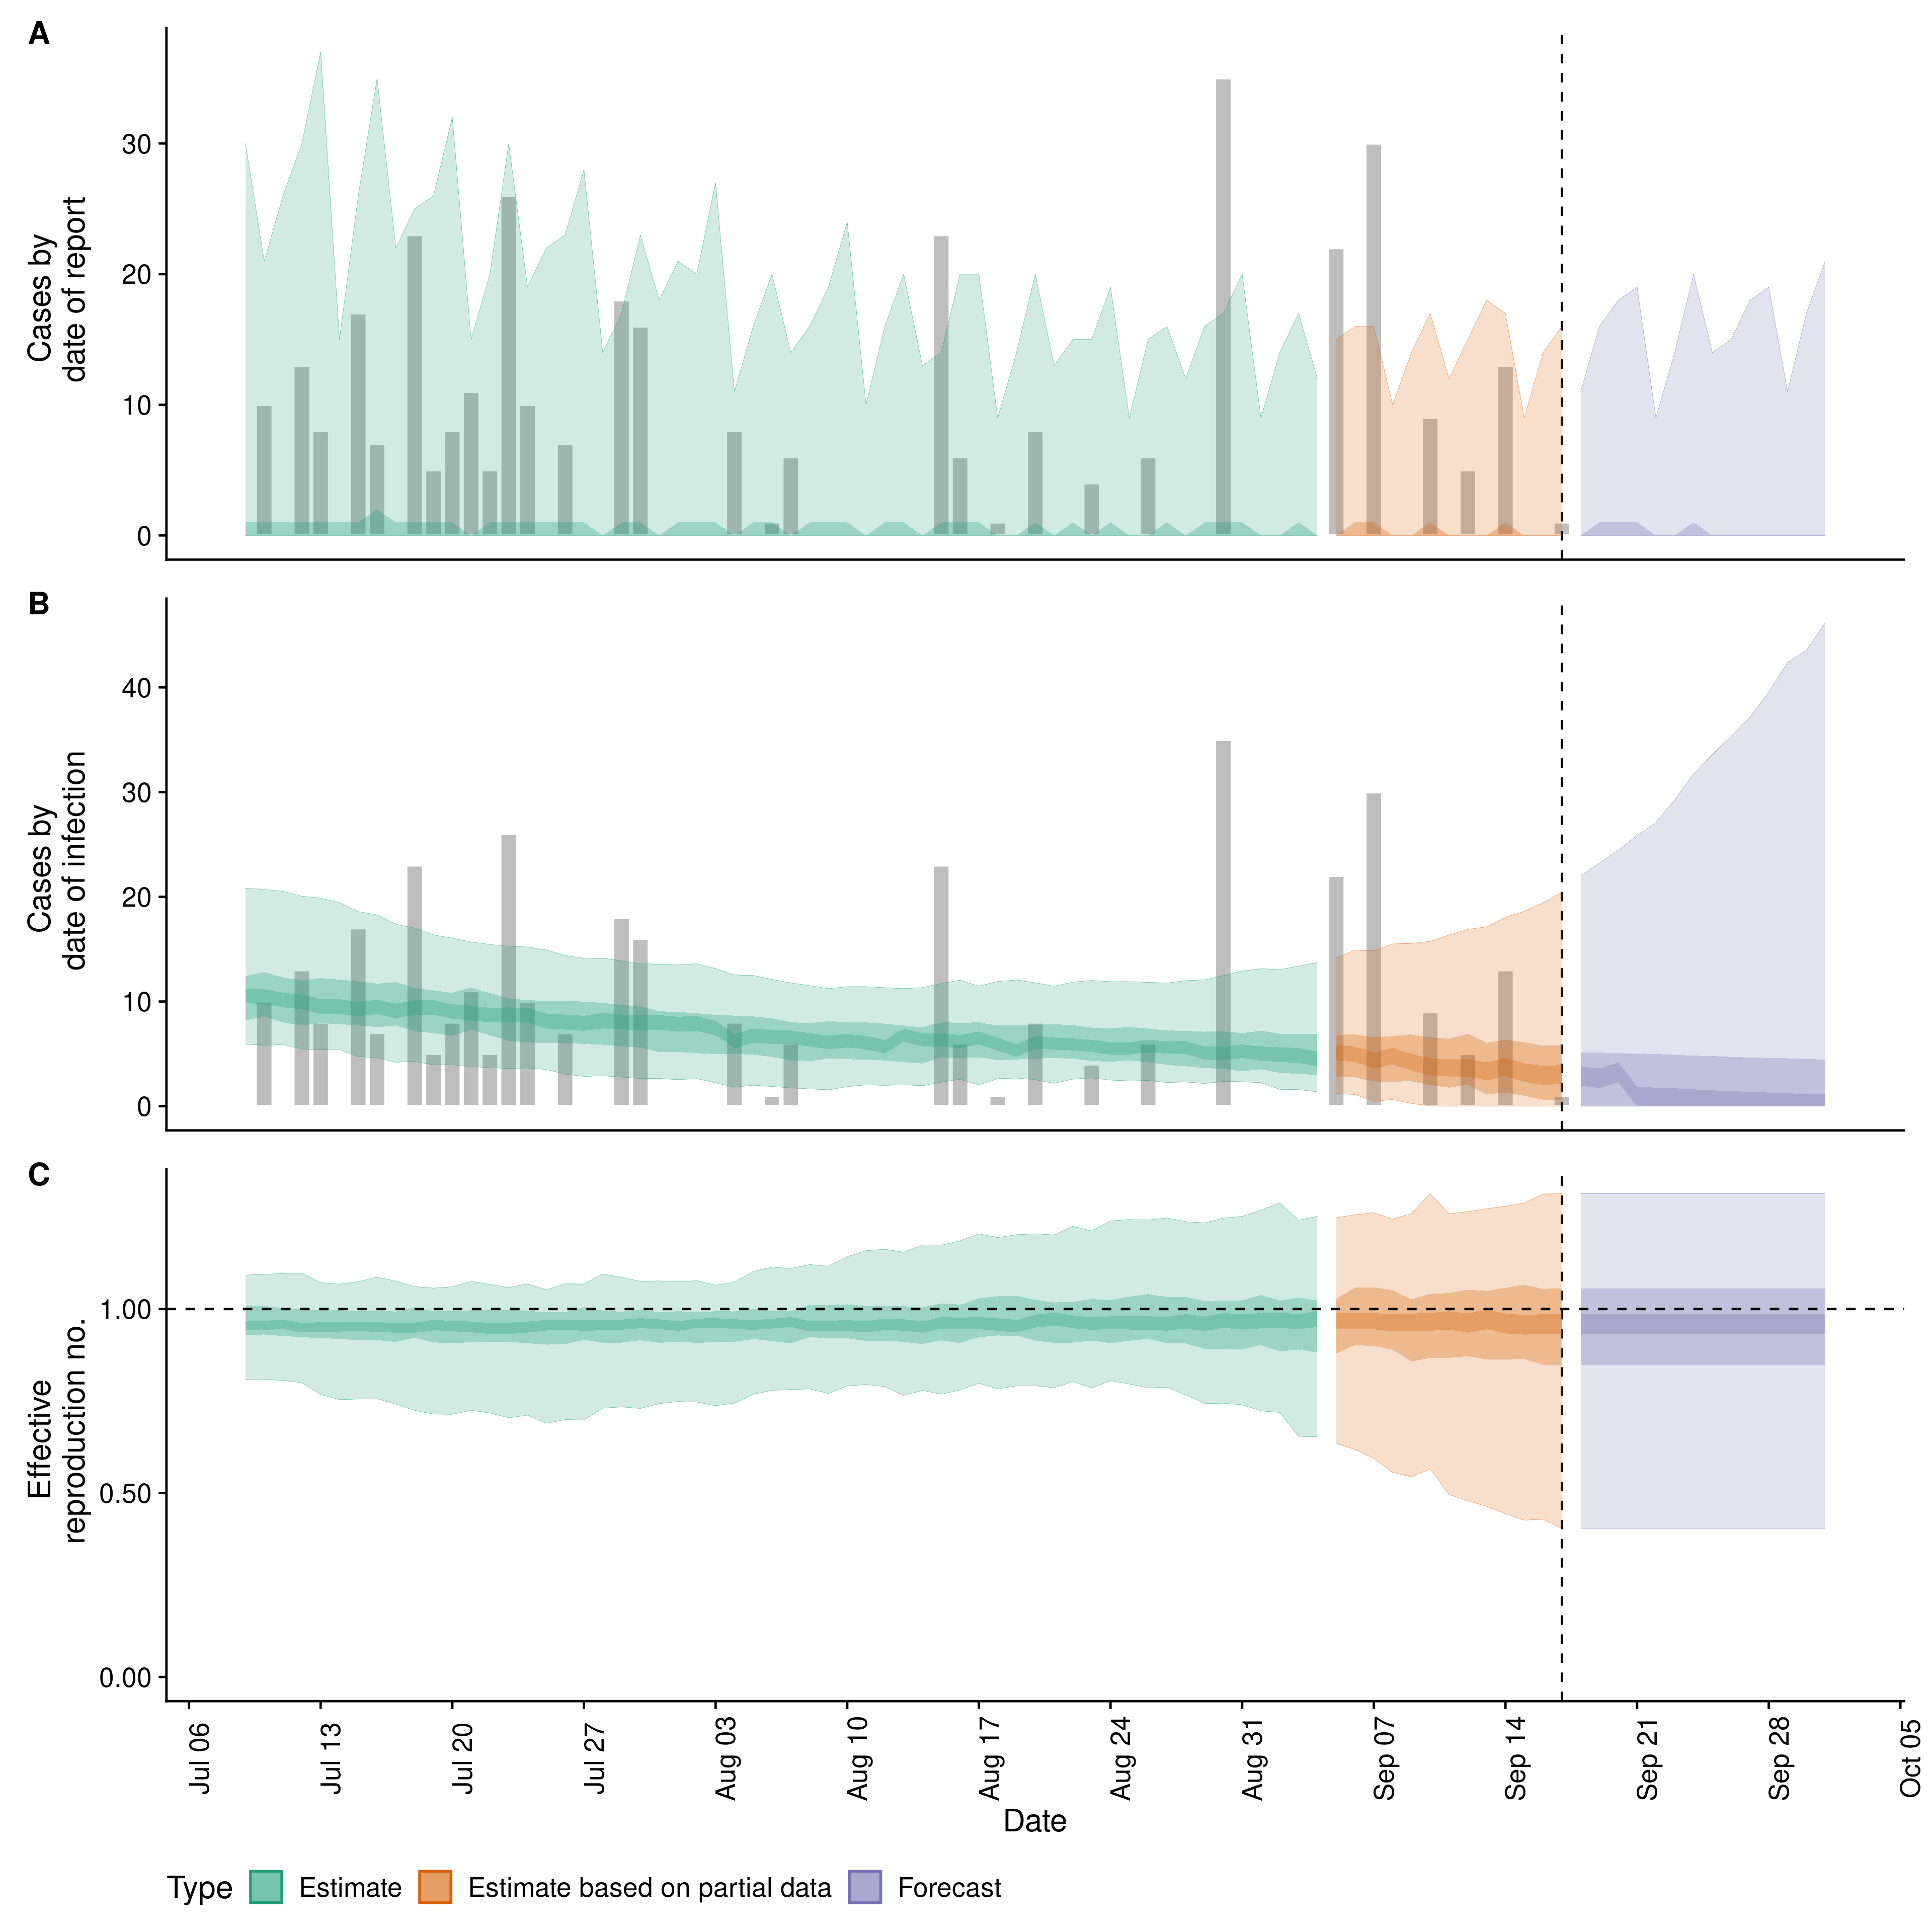 A
Cases by
date of report
30
20
10
0
B
Cases by
date of infection
40
30
20
10
0
C
Effective
reproduction no.
1.00
0.50
0.00
Jul 06
Jul 13
Jul 20
Jul 27
Aug 03
Aug 10
Aug 17
Aug 24
Aug 31
Sep 07
Sep 14
Sep 21
Sep 28
Oct 05
Date
Type Estimate Estimate based on partial data Forecast